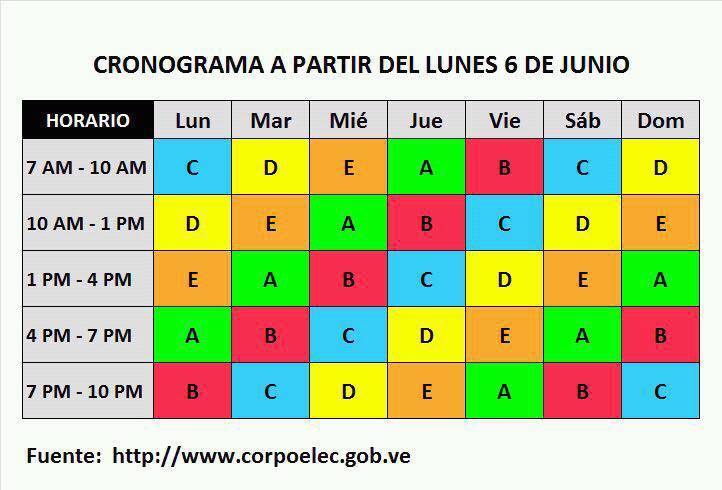 CRONOGRAMA A PARTIR DEL LUNES 6 DE JUNIO
HORARIO Lun Mar Mié Jue Vie Sáb Dom
7 AM - 10 AM C D E A B C D
10 AM - 1 PM D E A B C D E
1 PM - 4 PM E A B C D E A
4 PM - 7 PM A B C D E A B
7 PM - 10 PM B C D E A B C
Fuente: http://www.corpoelec.gob.ve